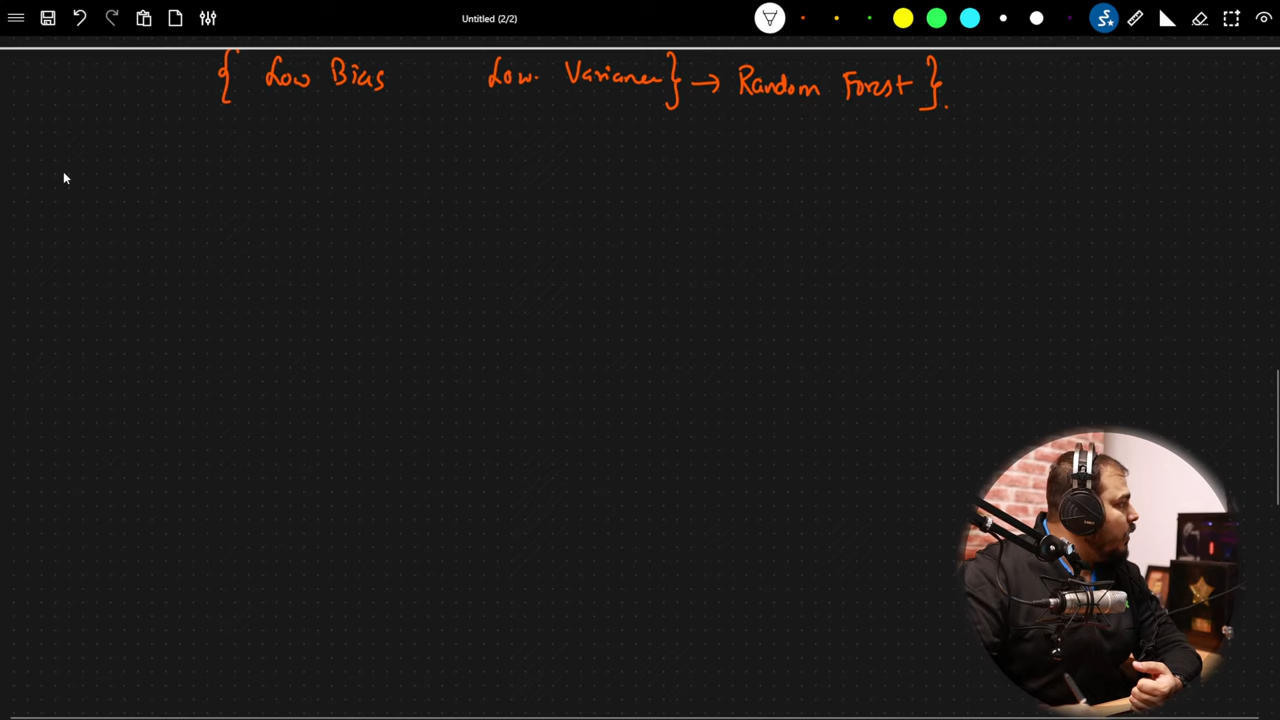 Untitled (2/2)
{ Low Bias Low. Variance } → Random Forest }.